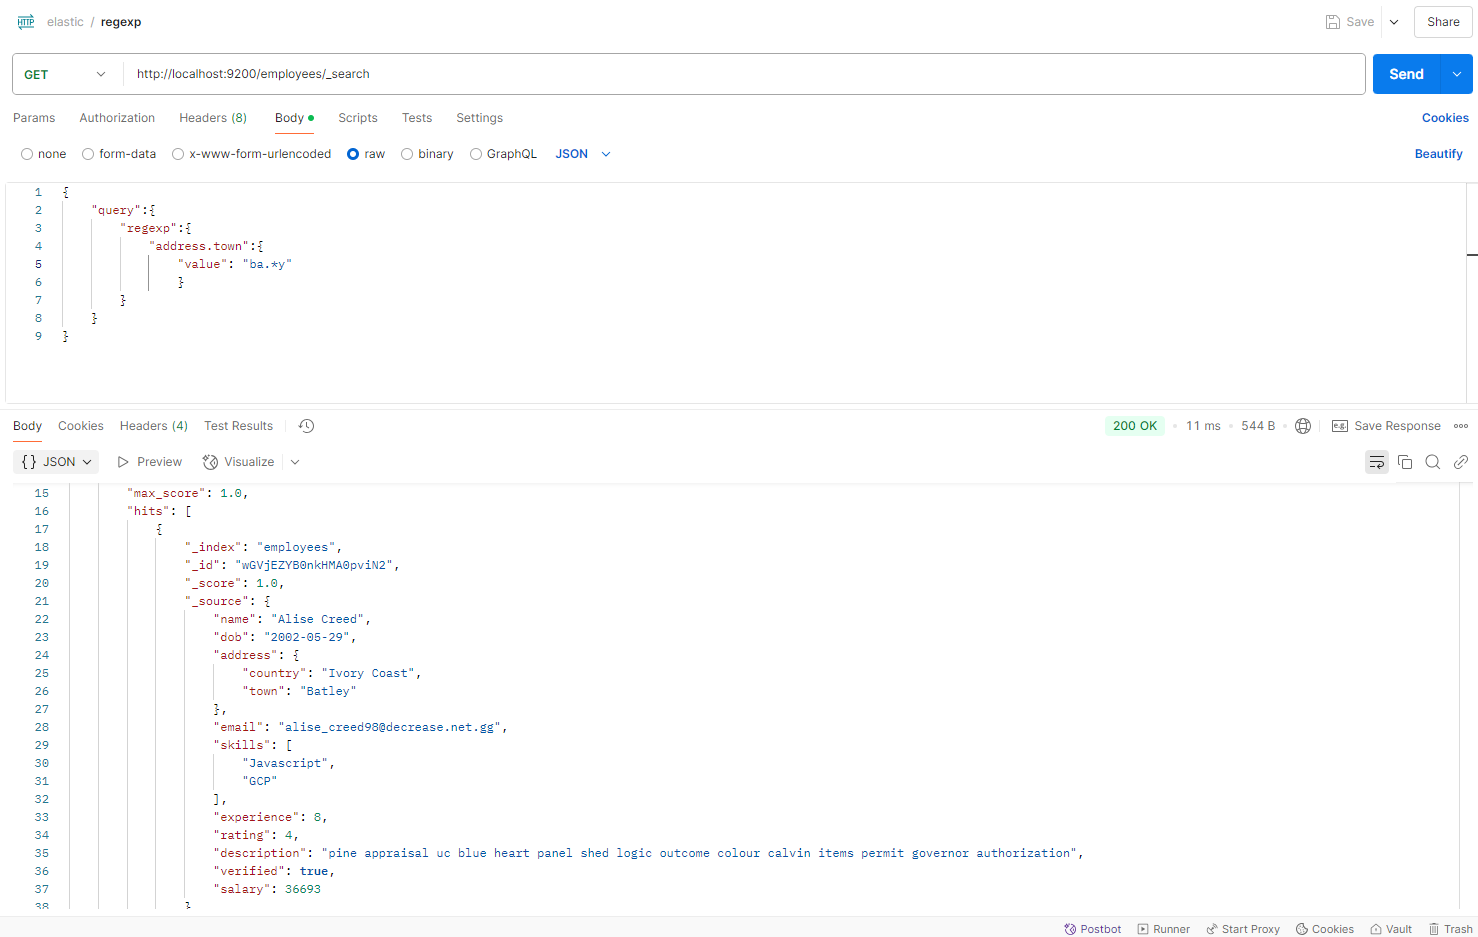 HTTP elastic / regexp Save Share
GET http://localhost:9200/employees/_search Send
Params Authorization Headers (8) Body Scripts Tests Settings Cookies
none form-data x-www-form-urlencoded raw binary GraphQL JSON Beautify
1 {
2 "query":{
3 "regexp":{
4 "address.town":{
5 "value": "ba.*y"
6 }
7 }
8 }
9 }
Body Cookies Headers (4) Test Results 200 OK 11 ms 544 B e.g. Save Response
{} JSON Preview Visualize
15 "max_score": 1.0,
16 "hits": [
17 {
18 "_index": "employees",
19 "_id": "wGVjEZYB0nkHMA0pviN2",
20 "_score": 1.0,
21 "_source": {
22 "name": "Alise Creed",
23 "dob": "2002-05-29",
24 "address": {
25 "country": "Ivory Coast",
26 "town": "Batley"
27 },
28 "email": "alise_creed98@decrease.net.gg",
29 "skills": [
30 "Javascript",
31 "GCP"
32 ],
33 "experience": 8,
34 "rating": 4,
35 "description": "pine appraisal uc blue heart panel shed logic outcome colour calvin items permit governor authorization",
36 "verified": true,
37 "salary": 36693
38 }
Postbot Runner Start Proxy Cookies Vault Trash